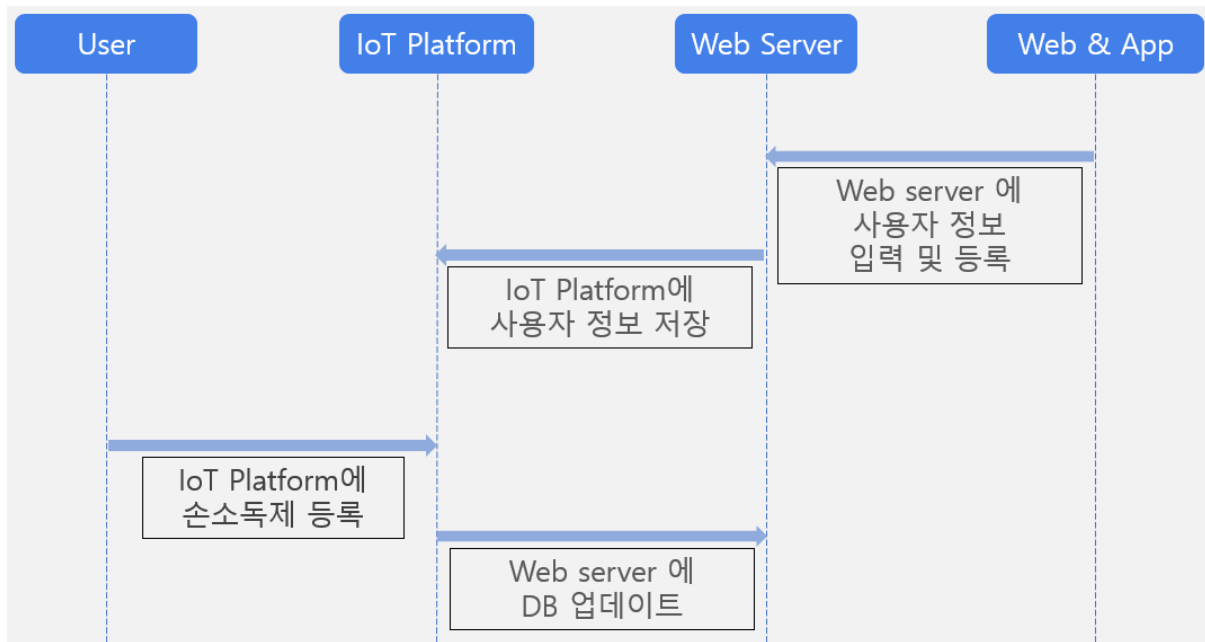 User
IoT Platform
Web Server
Web & App
Web server 에
사용자 정보
입력 및 등록
IoT Platform에
사용자 정보 저장
IoT Platform에
손소독제 등록
Web server 에
DB 업데이트